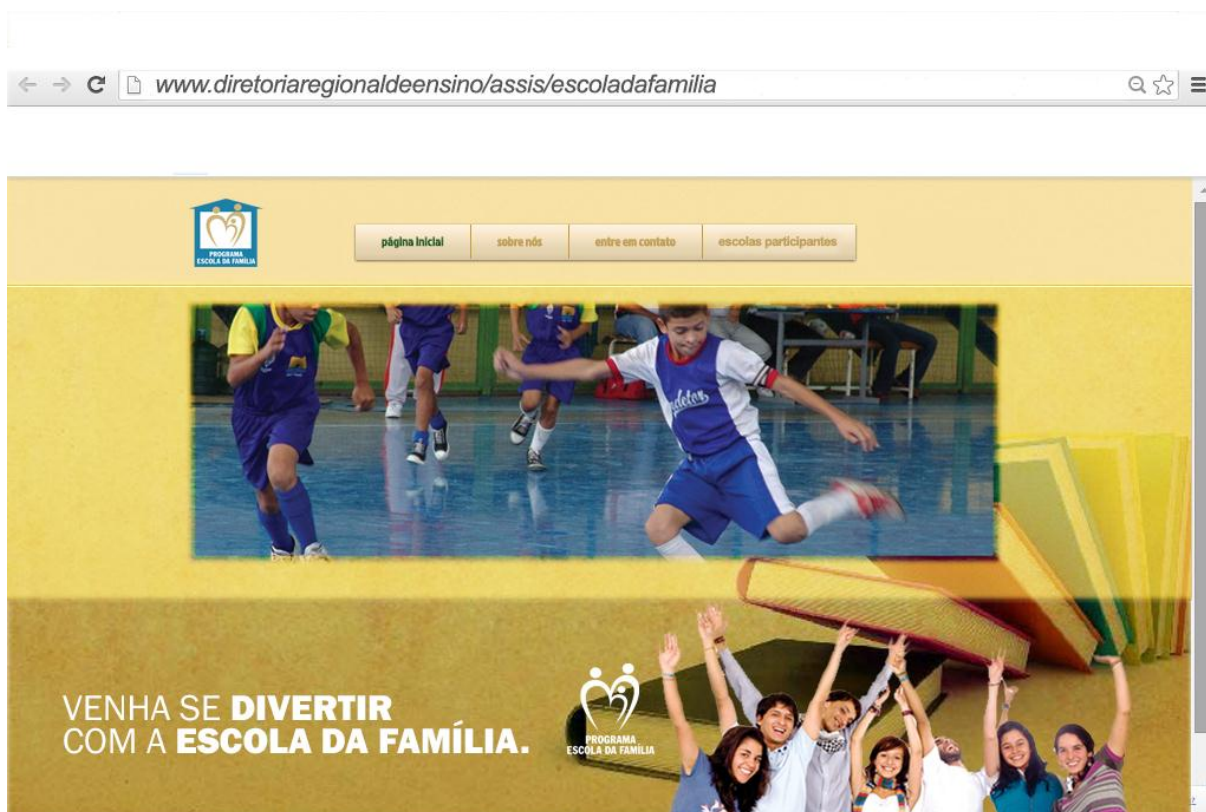 www.diretoriaregionaldeensino/assis/escoladafamilia
PROGRAMA
ESCOLA DA FAMÍLIA
página inicial
sobre nós
entre em contato
escolas participantes
VENHA SE DIVERTIR
COM A ESCOLA DA FAMÍLIA.
PROGRAMA
ESCOLA DA FAMÍLIA